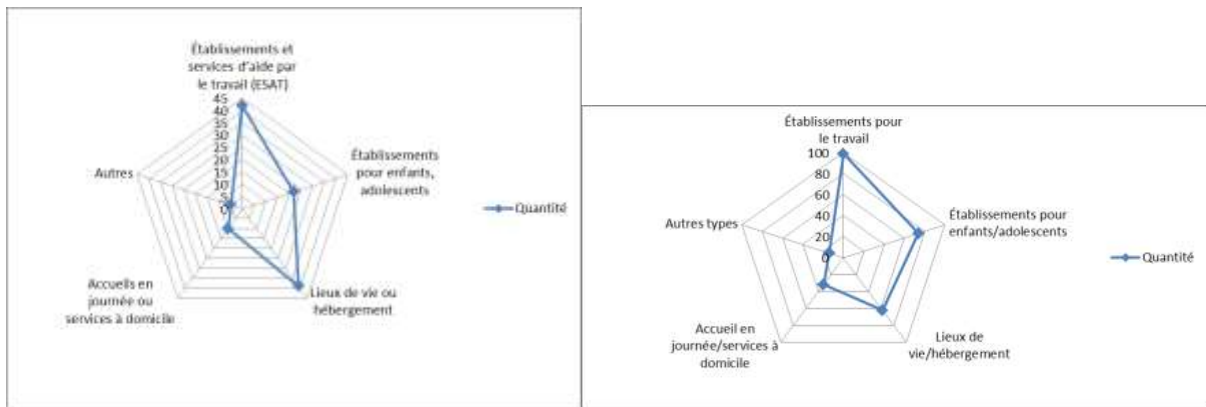 Établissements et
services d'aide par
le travail (ESAT)
45
40
35
30
25
20
15
10
5
0
Établissements
pour enfants,
adolescents
Lieux de vie ou
hébergement
Accueils en
journée ou
services à domicile
Autres
Quantité
Établissements pour
le travail
100
80
60
40
20
0
Établissements pour
enfants/adolescents
Lieux de
vie/hébergement
Accueil en
journée/services à
domicile
Autres types
Quantité